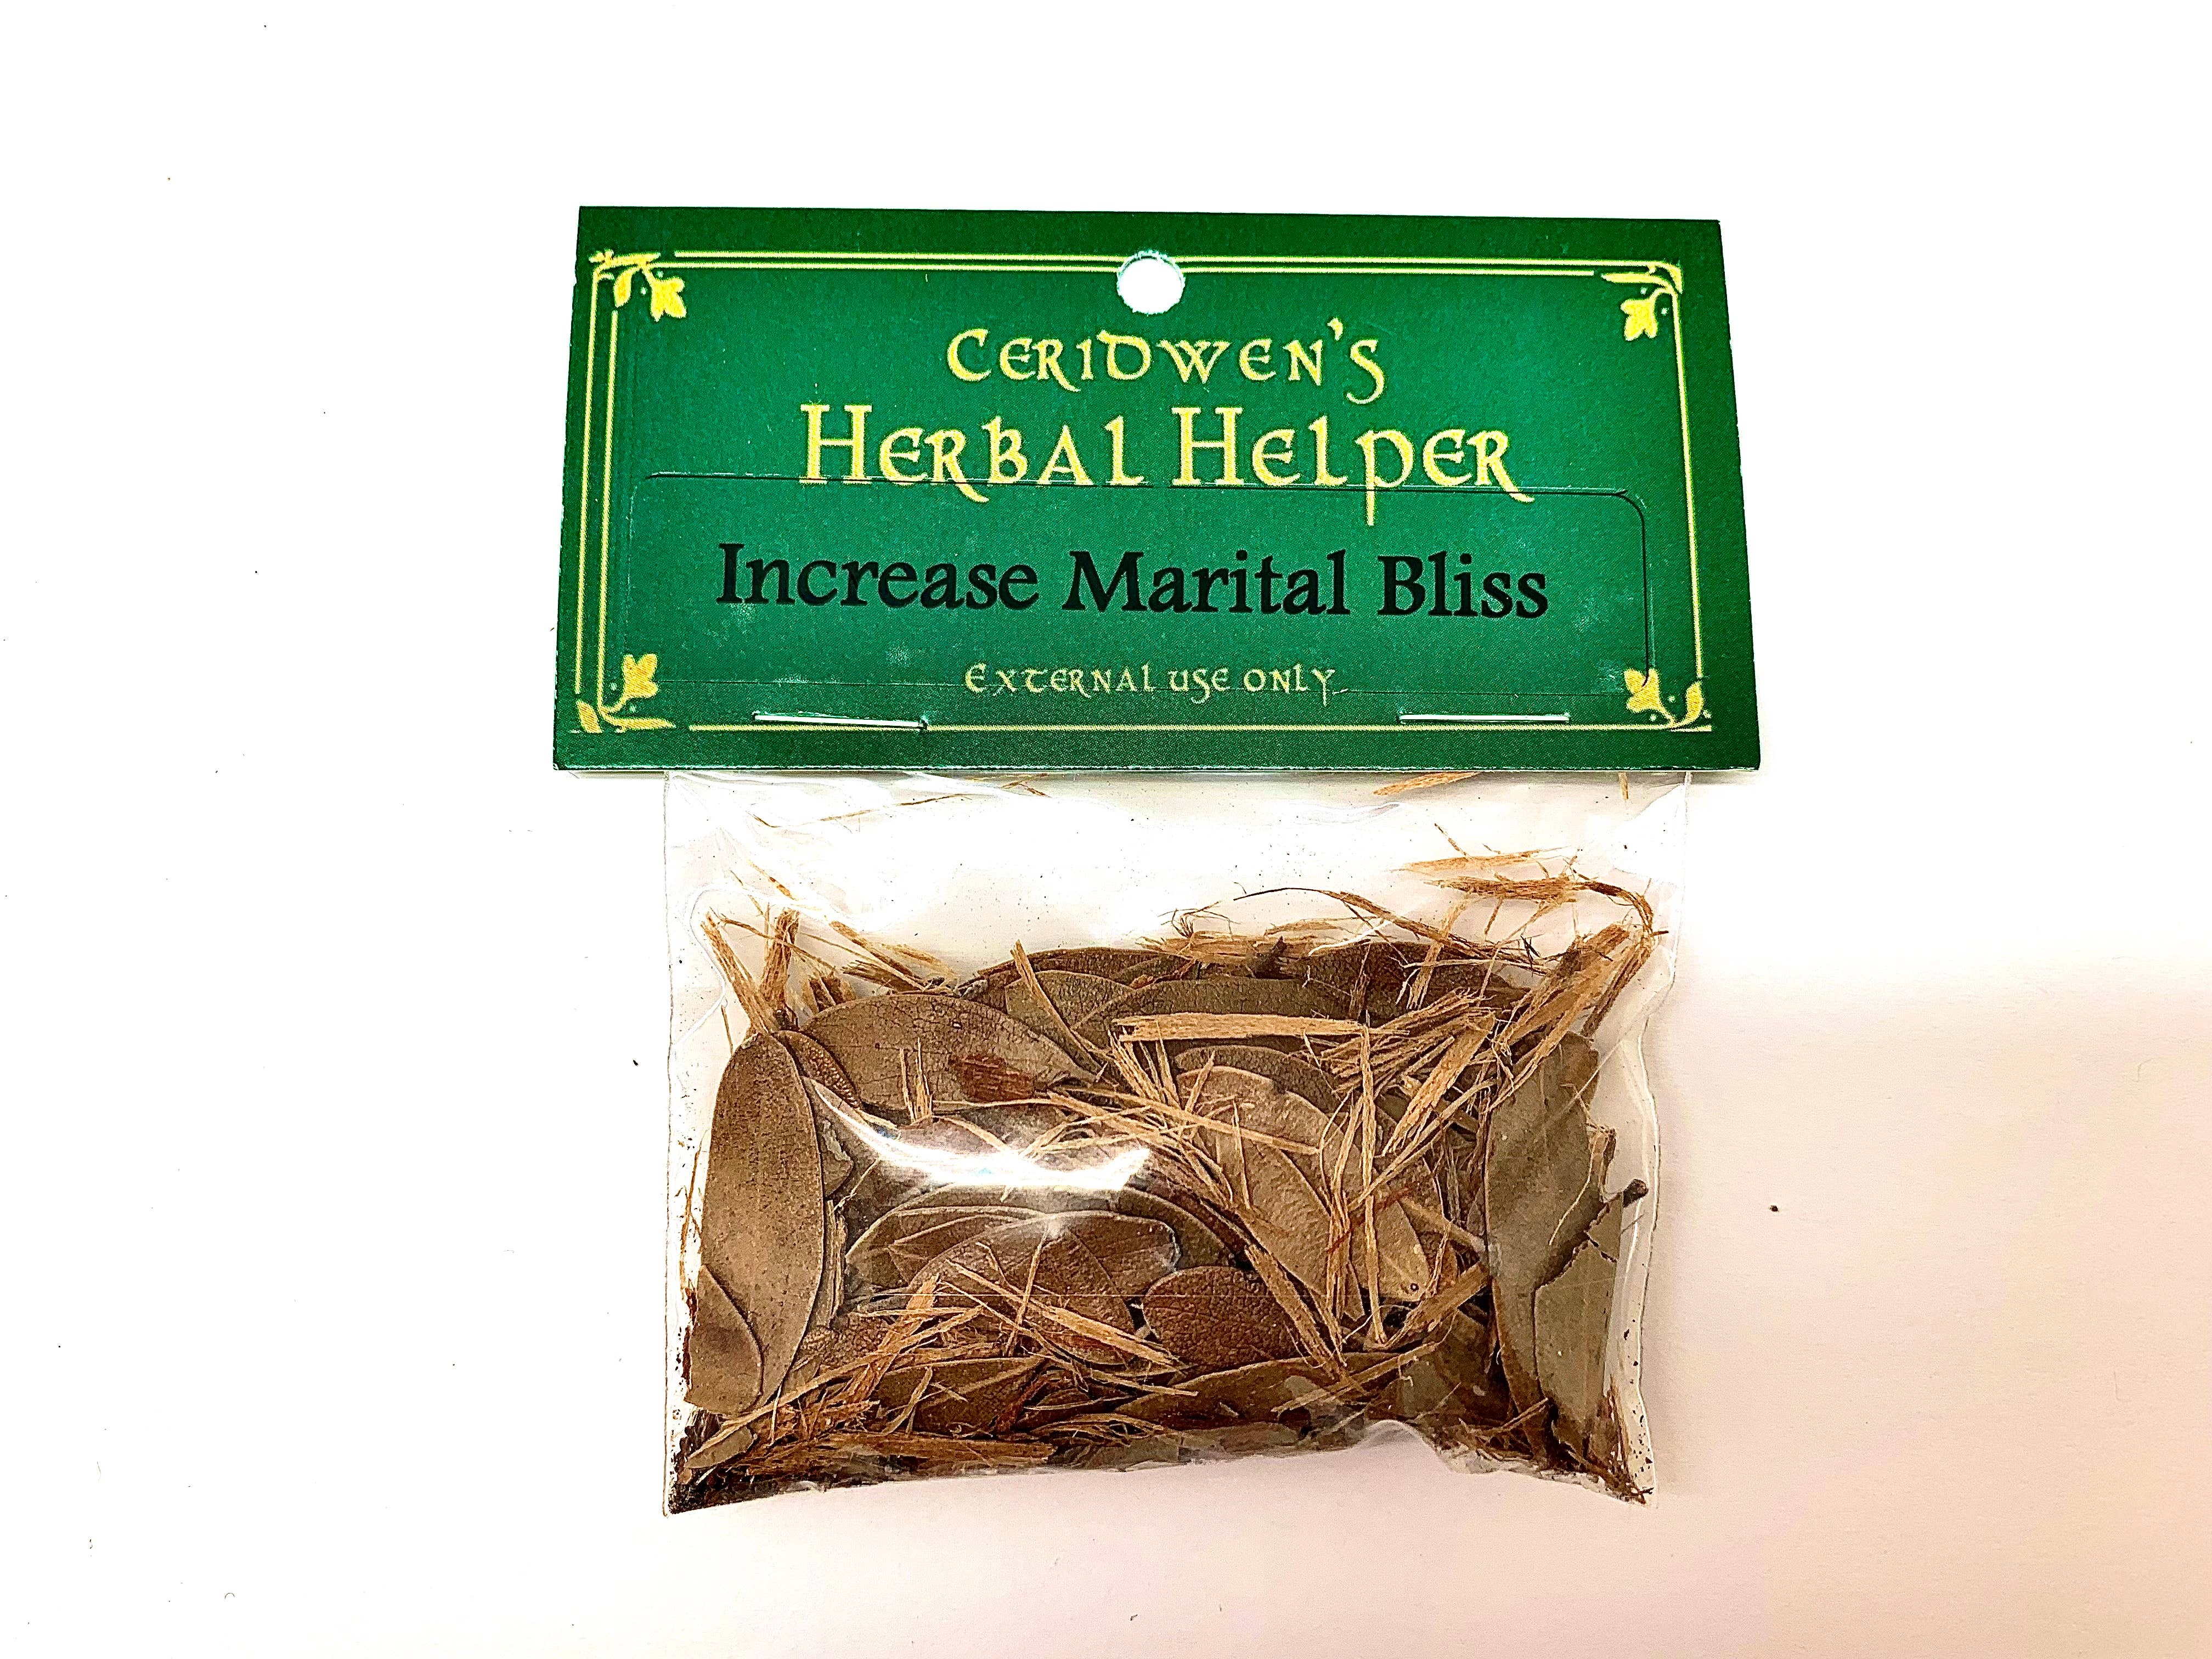 Ceridwen's
Herbal Helper
Increase Marital Bliss
External use only